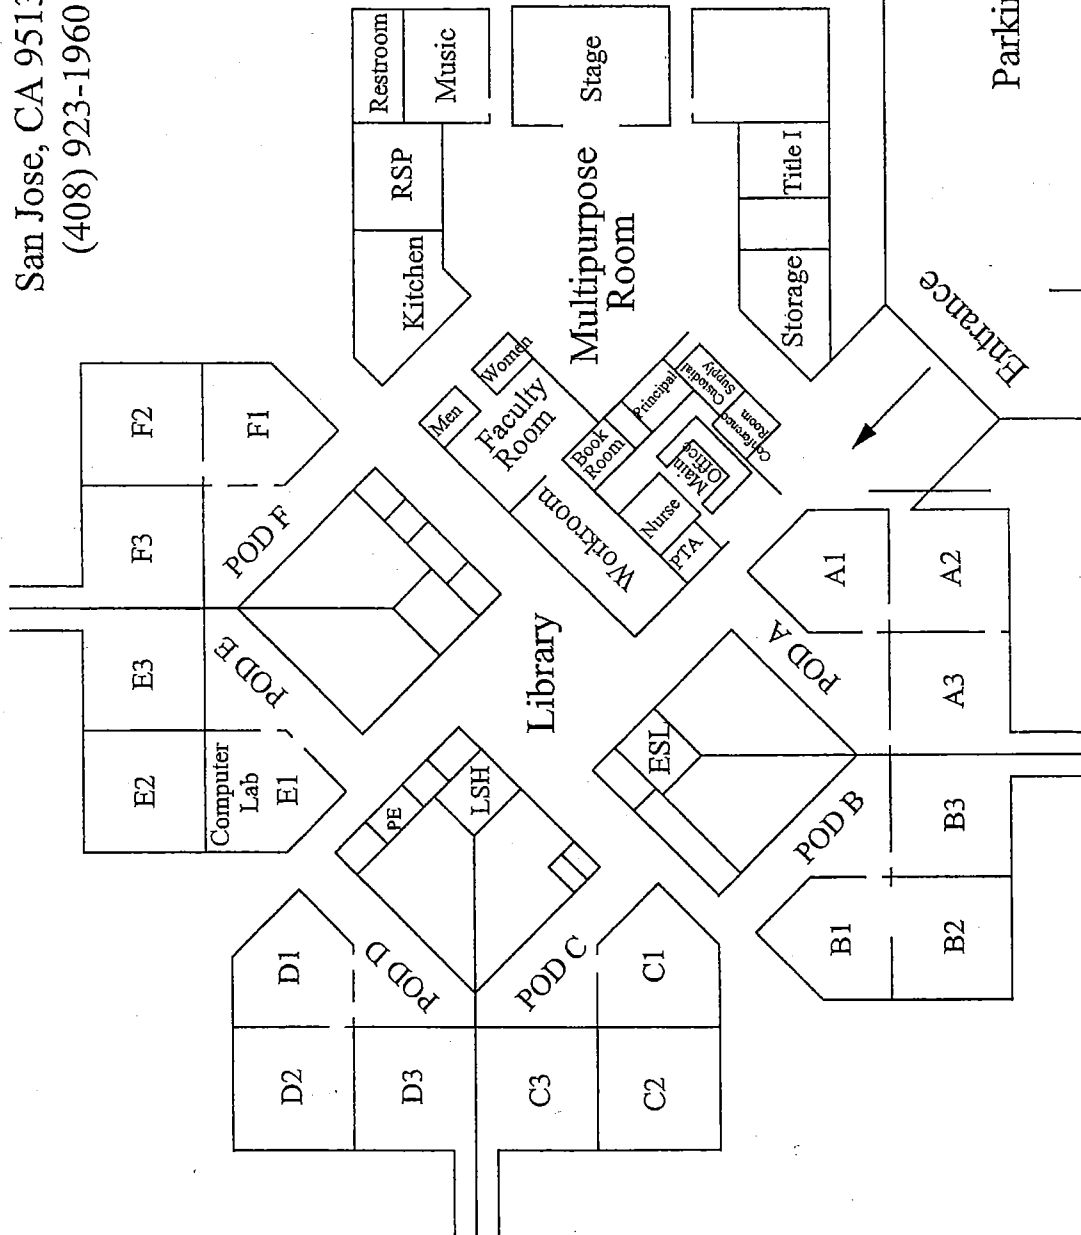 San Jose, CA 9513
(408) 923-1960
Restroom
Music
Stage
Parkin
RSP
Kitchen
Multipurpose
Room
Title I
Storage
Entrance
F2
F1
F3
POD F
Men
Women
Faculty
Room
Book
Room
Principal
Custodial
Supply
Conference
Room
Main
Office
Workroom
Nurse
PTA
E3
POD E
E2
Computer
Lab
E1
Library
A1
A2
POD A
A3
PE
LSH
ESL
POD B
B3
B1
B2
D1
POD D
POD C
C1
D2
D3
C3
C2